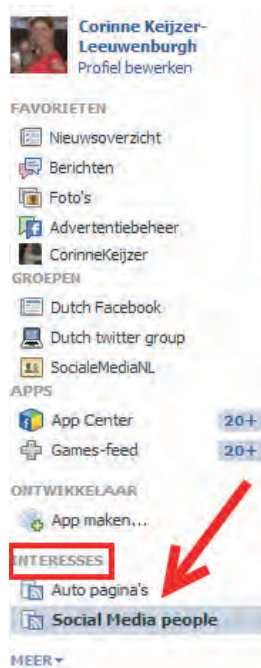 Corinne Keijzer-
Leeuwenburgh
Profiel bewerken
FAVORIETEN
Nieuwsoverzicht
Berichten
Foto's
Advertentiebeheer
CorinneKeijzer
GROEPEN
Dutch Facebook
Dutch twitter group
SocialeMediaNL
APPS
App Center 20+
Games-feed 20+
ONTWIKKELAAR
App maken...
INTERESSES
Auto pagina's
Social Media people
MEER